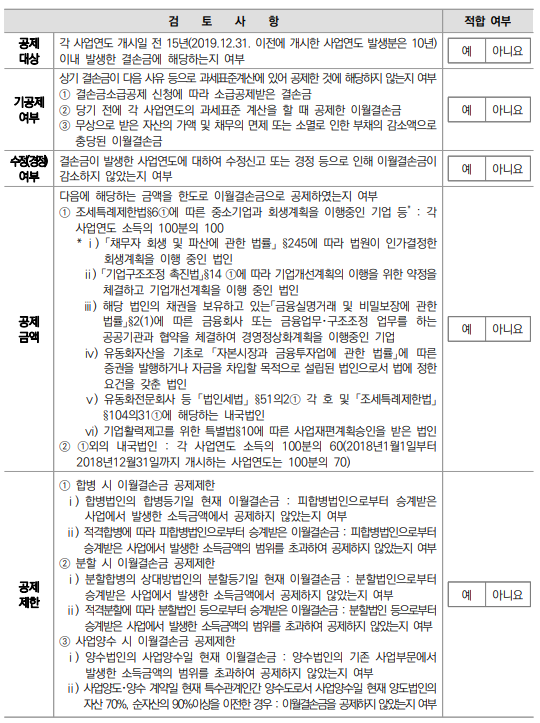 검 토 사 항 적합 여부
공제 대상
각 사업연도 개시일 전 15년(2019.12.31. 이전에 개시한 사업연도 발생분은 10년)
이내 발생한 결손금에 해당하는지 여부
예 아니요
기공제 여부
상기 결손금이 다음 사유 등으로 과세표준계산에 있어 공제한 것에 해당하지 않는지 여부
① 결손금소급공제 신청에 따라 소급공제받은 결손금
② 당기 전에 각 사업연도의 과세표준 계산을 할 때 공제한 이월결손금
③ 무상으로 받은 자산의 가액 및 채무의 면제 또는 소멸로 인한 부채의 감소액으로
충당된 이월결손금
예 아니요
수정(경정) 여부
결손금이 발생한 사업연도에 대하여 수정신고 또는 경정 등으로 인해 이월결손금이
감소하지 않았는지 여부
예 아니요
공제 금액
다음에 해당하는 금액을 한도로 이월결손금으로 공제하였는지 여부
① 조세특례제한법§6①에 따른 중소기업과 회생계획을 이행중인 기업 등* : 각
사업연도 소득의 100분의 100
* ⅰ)「채무자 회생 및 파산에 관한 법률」 §245에 따라 법원이 인가결정한
회생계획을 이행 중인 법인
ⅱ)「기업구조조정 촉진법」§14 ①에 따라 기업개선계획의 이행을 위한 약정을
체결하고 기업개선계획을 이행 중인 법인
ⅲ) 해당 법인의 채권을 보유하고 있는「금융실명거래 및 비밀보장에 관한
법률」§2(1)에 따른 금융회사 또는 금융업무·구조조정 업무를 하는
공공기관과 협약을 체결하여 경영정상화계획을 이행중인 기업
ⅳ) 유동화자산을 기초로 「자본시장과 금융투자업에 관한 법률」에 따른
증권을 발행하거나 자금을 차입할 목적으로 설립된 법인으로서 법에 정한
요건을 갖춘 법인
ⅴ) 유동화전문회사 등 「법인세법」§51의2① 각 호 및 「조세특례제한법」
§104의31①에 해당하는 내국법인
ⅵ) 기업활력제고를 위한 특별법§10에 따른 사업재편계획승인을 받은 법인
② ①외의 내국법인 : 각 사업연도 소득의 100분의 60(2018년1월1일부터
2018년12월31일까지 개시하는 사업연도는 100분의 70)
예 아니요
공제 제한
① 합병 시 이월결손금 공제제한
ⅰ) 합병법인의 합병등기일 현재 이월결손금 : 피합병법인으로부터 승계받은
사업에서 발생한 소득금액에서 공제하지 않았는지 여부
ⅱ) 적격합병에 따라 피합병법인으로부터 승계받은 이월결손금 : 피합병법인으로부터
승계받은 사업에서 발생한 소득금액의 범위를 초과하여 공제하지 않았는지 여부
② 분할 시 이월결손금 공제제한
ⅰ) 분할합병의 상대방법인의 분할등기일 현재 이월결손금 : 분할법인으로부터
승계받은 사업에서 발생한 소득금액에서 공제하지 않았는지 여부
ⅱ) 적격분할에 따라 분할법인 등으로부터 승계받은 이월결손금 : 분할법인 등으로부터
승계받은 사업에서 발생한 소득금액의 범위를 초과하여 공제하지 않았는지 여부
③ 사업양수 시 이월결손금 공제제한
ⅰ) 양수법인의 사업양수일 현재 이월결손금 : 양수법인의 기존 사업부문에서
발생한 소득금액의 범위를 초과하여 공제하지 않았는지 여부
ⅱ) 사업양도·양수 계약일 현재 특수관계인간 양수도로서 사업양수일 현재 양도법인의
자산 70%, 순자산의 90%이상을 이전한 경우 : 이월결손금을 공제하지 않았는지 여부
예 아니요